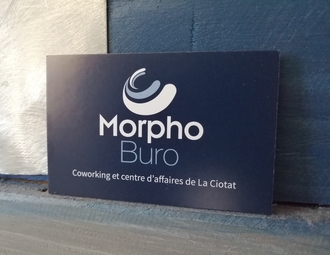 Morpho
Buro
Coworking et centre d'affaires de La Ciotat